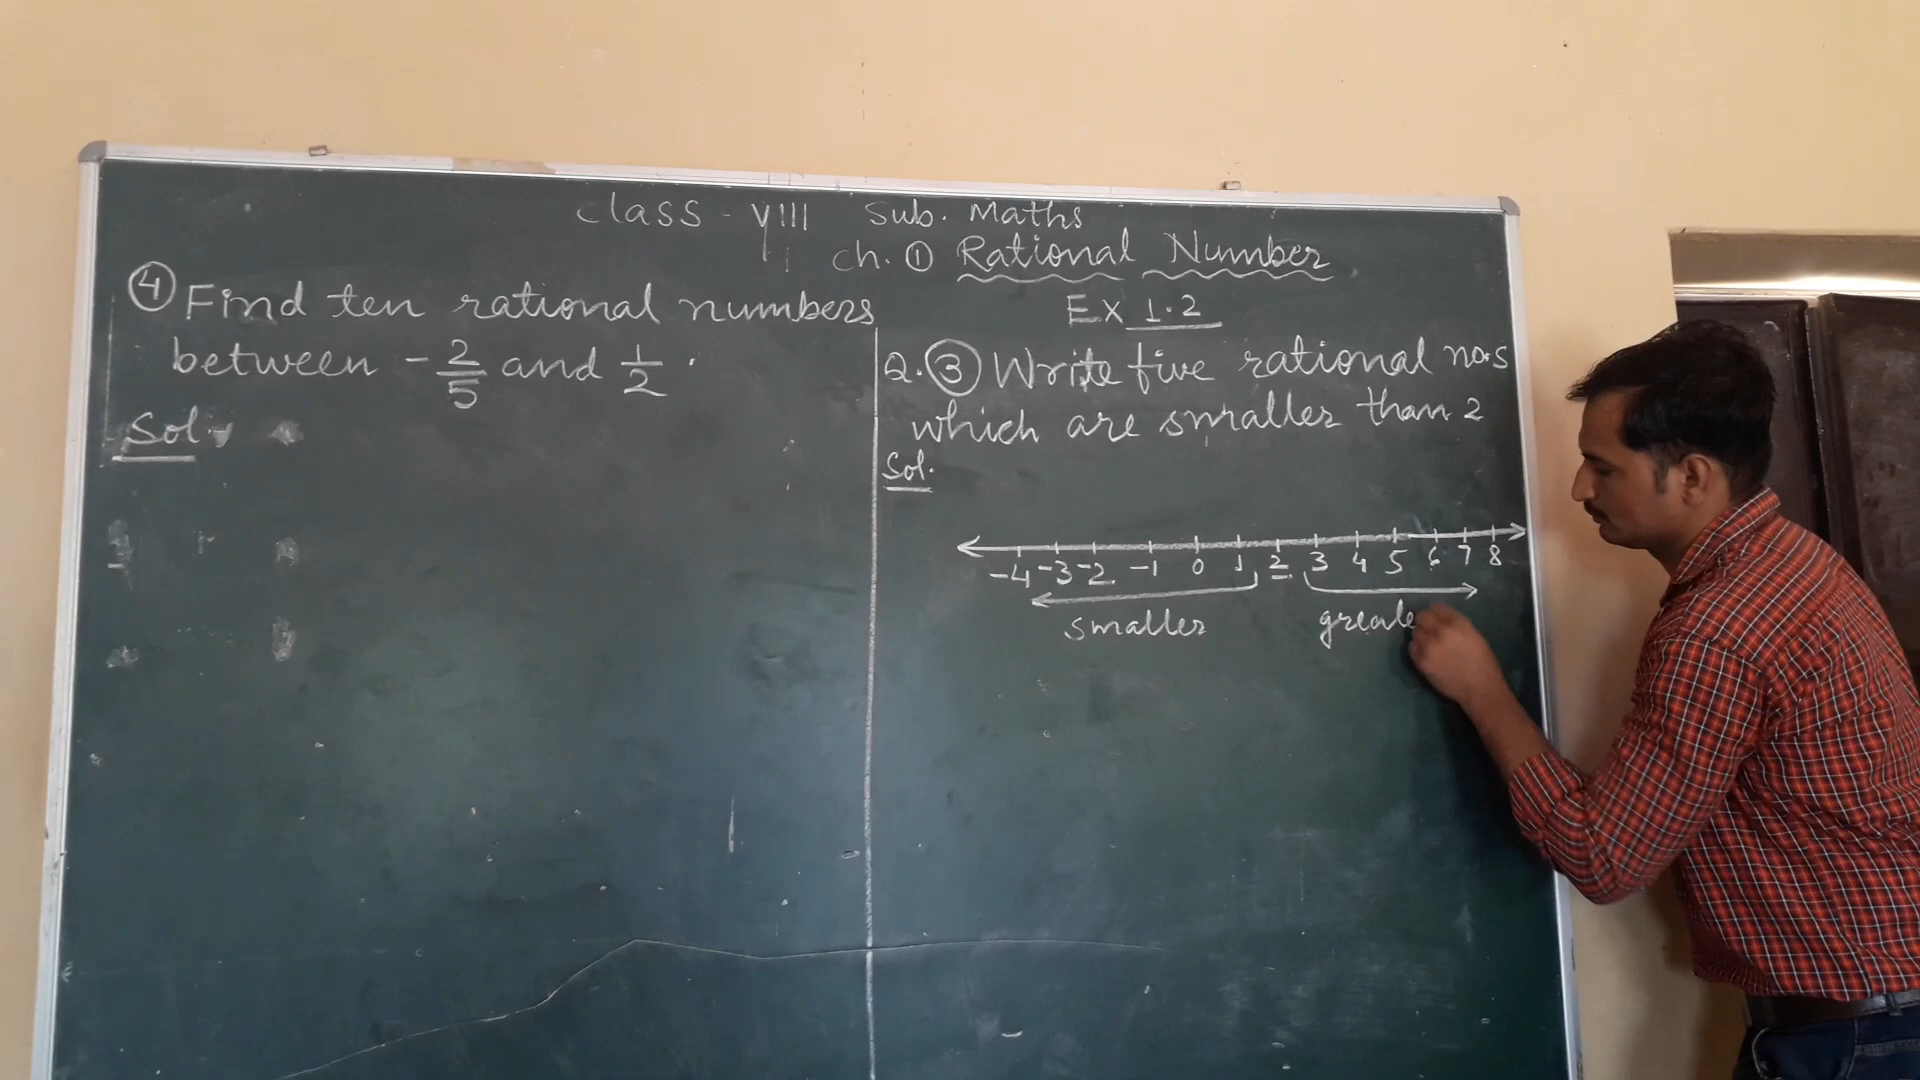 Class - VIII Sub. Maths
Ch. ① Rational Number
Ex 1.2
④ Find ten rational numbers
between -2/5 and 1/2.
Sol.
Q. ③ Write five rational no.s
which are smaller than 2
Sol.
-4 -3 -2 -1 0 1 2 3 4 5 6 7 8
smaller greate